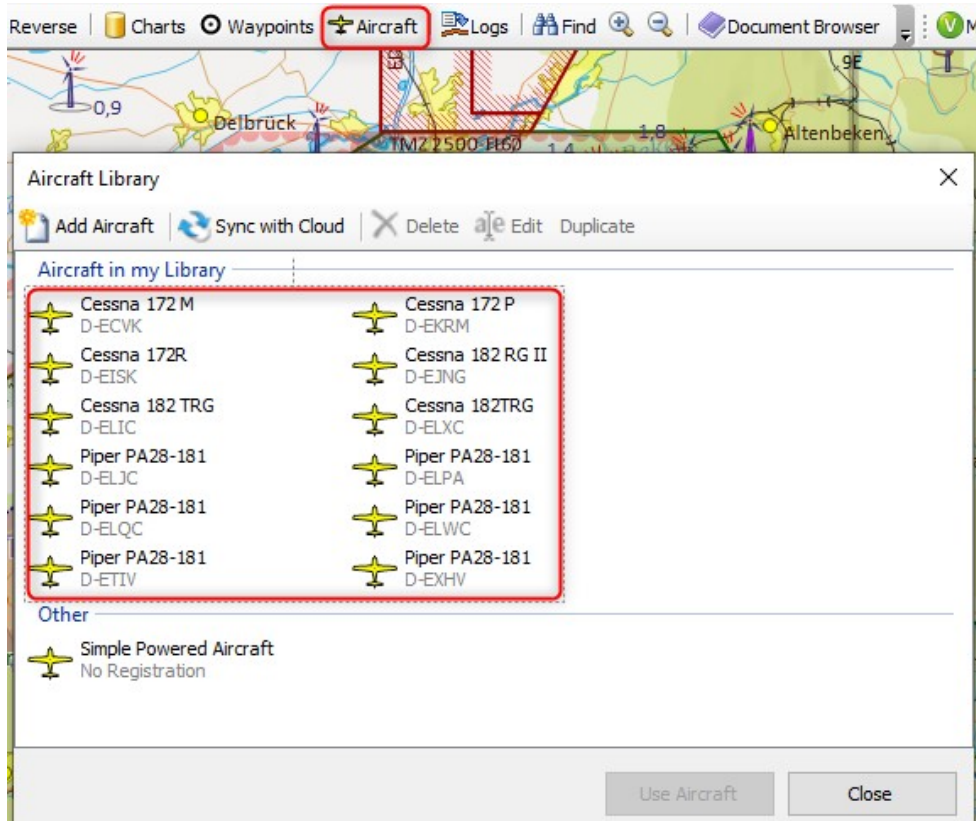 Reverse Charts Waypoints Aircraft Logs Find Document Browser
9E
0,9
Delbrück
1,8
Altenbeken
TMZ 2500-FL60
1,4
Aircraft Library
Add Aircraft Sync with Cloud Delete Edit Duplicate
Aircraft in my Library
Cessna 172 M Cessna 172 P
D-ECVK D-EKRM
Cessna 172R Cessna 182 RG II
D-EISK D-EJNG
Cessna 182 TRG Cessna 182TRG
D-ELIC D-ELXC
Piper PA28-181 Piper PA28-181
D-ELJC D-ELPA
Piper PA28-181 Piper PA28-181
D-ELQC D-ELWC
Piper PA28-181 Piper PA28-181
D-ETIV D-EXHV
Other
Simple Powered Aircraft
No Registration
Use Aircraft Close